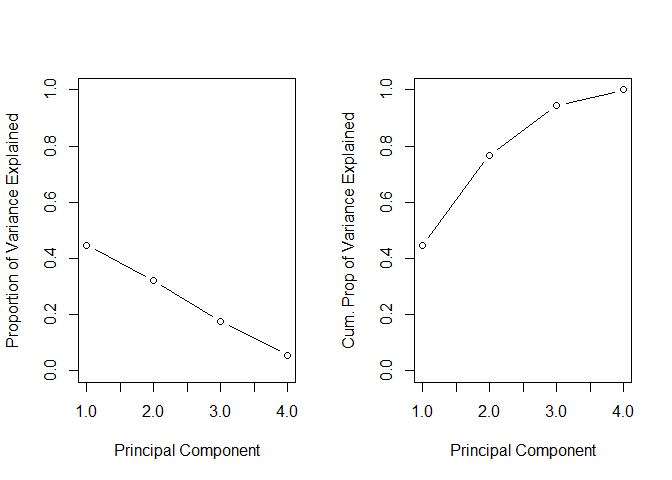 Proportion of Variance Explained
0.0 0.2 0.4 0.6 0.8 1.0
1.0 2.0 3.0 4.0
Principal Component
Cum. Prop of Variance Explained
0.0 0.2 0.4 0.6 0.8 1.0
1.0 2.0 3.0 4.0
Principal Component